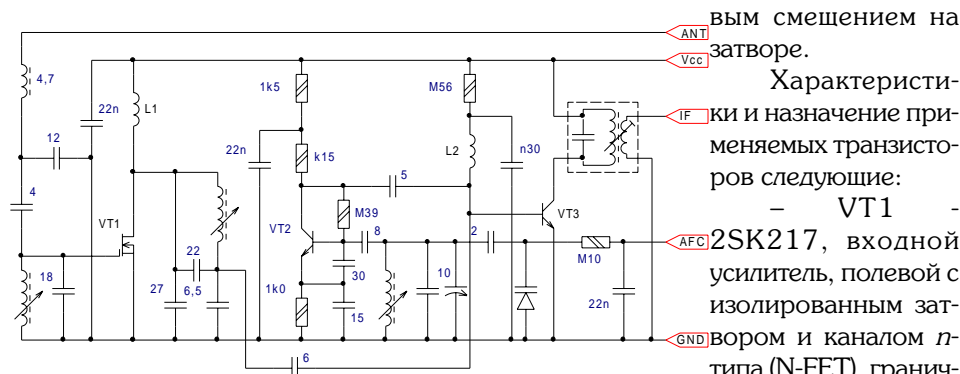 ANT
Vcc
IF
AFC
GND
4,7
22n
L1
12
4
VT1
18
27
22
6,5
1k5
22n
k15
VT2
M39
5
8
1k0
30
15
6
10
M56
L2
n30
2
VT3
M10
22n
вым смещением на
затворе.
Характеристи-
ки и назначение при-
меняемых транзисто-
ров следующие:
– VT1 -
2SK217, входной
усилитель, полевой с
изолированным зат-
вором и каналом n-
типа (N-FET), гранич-